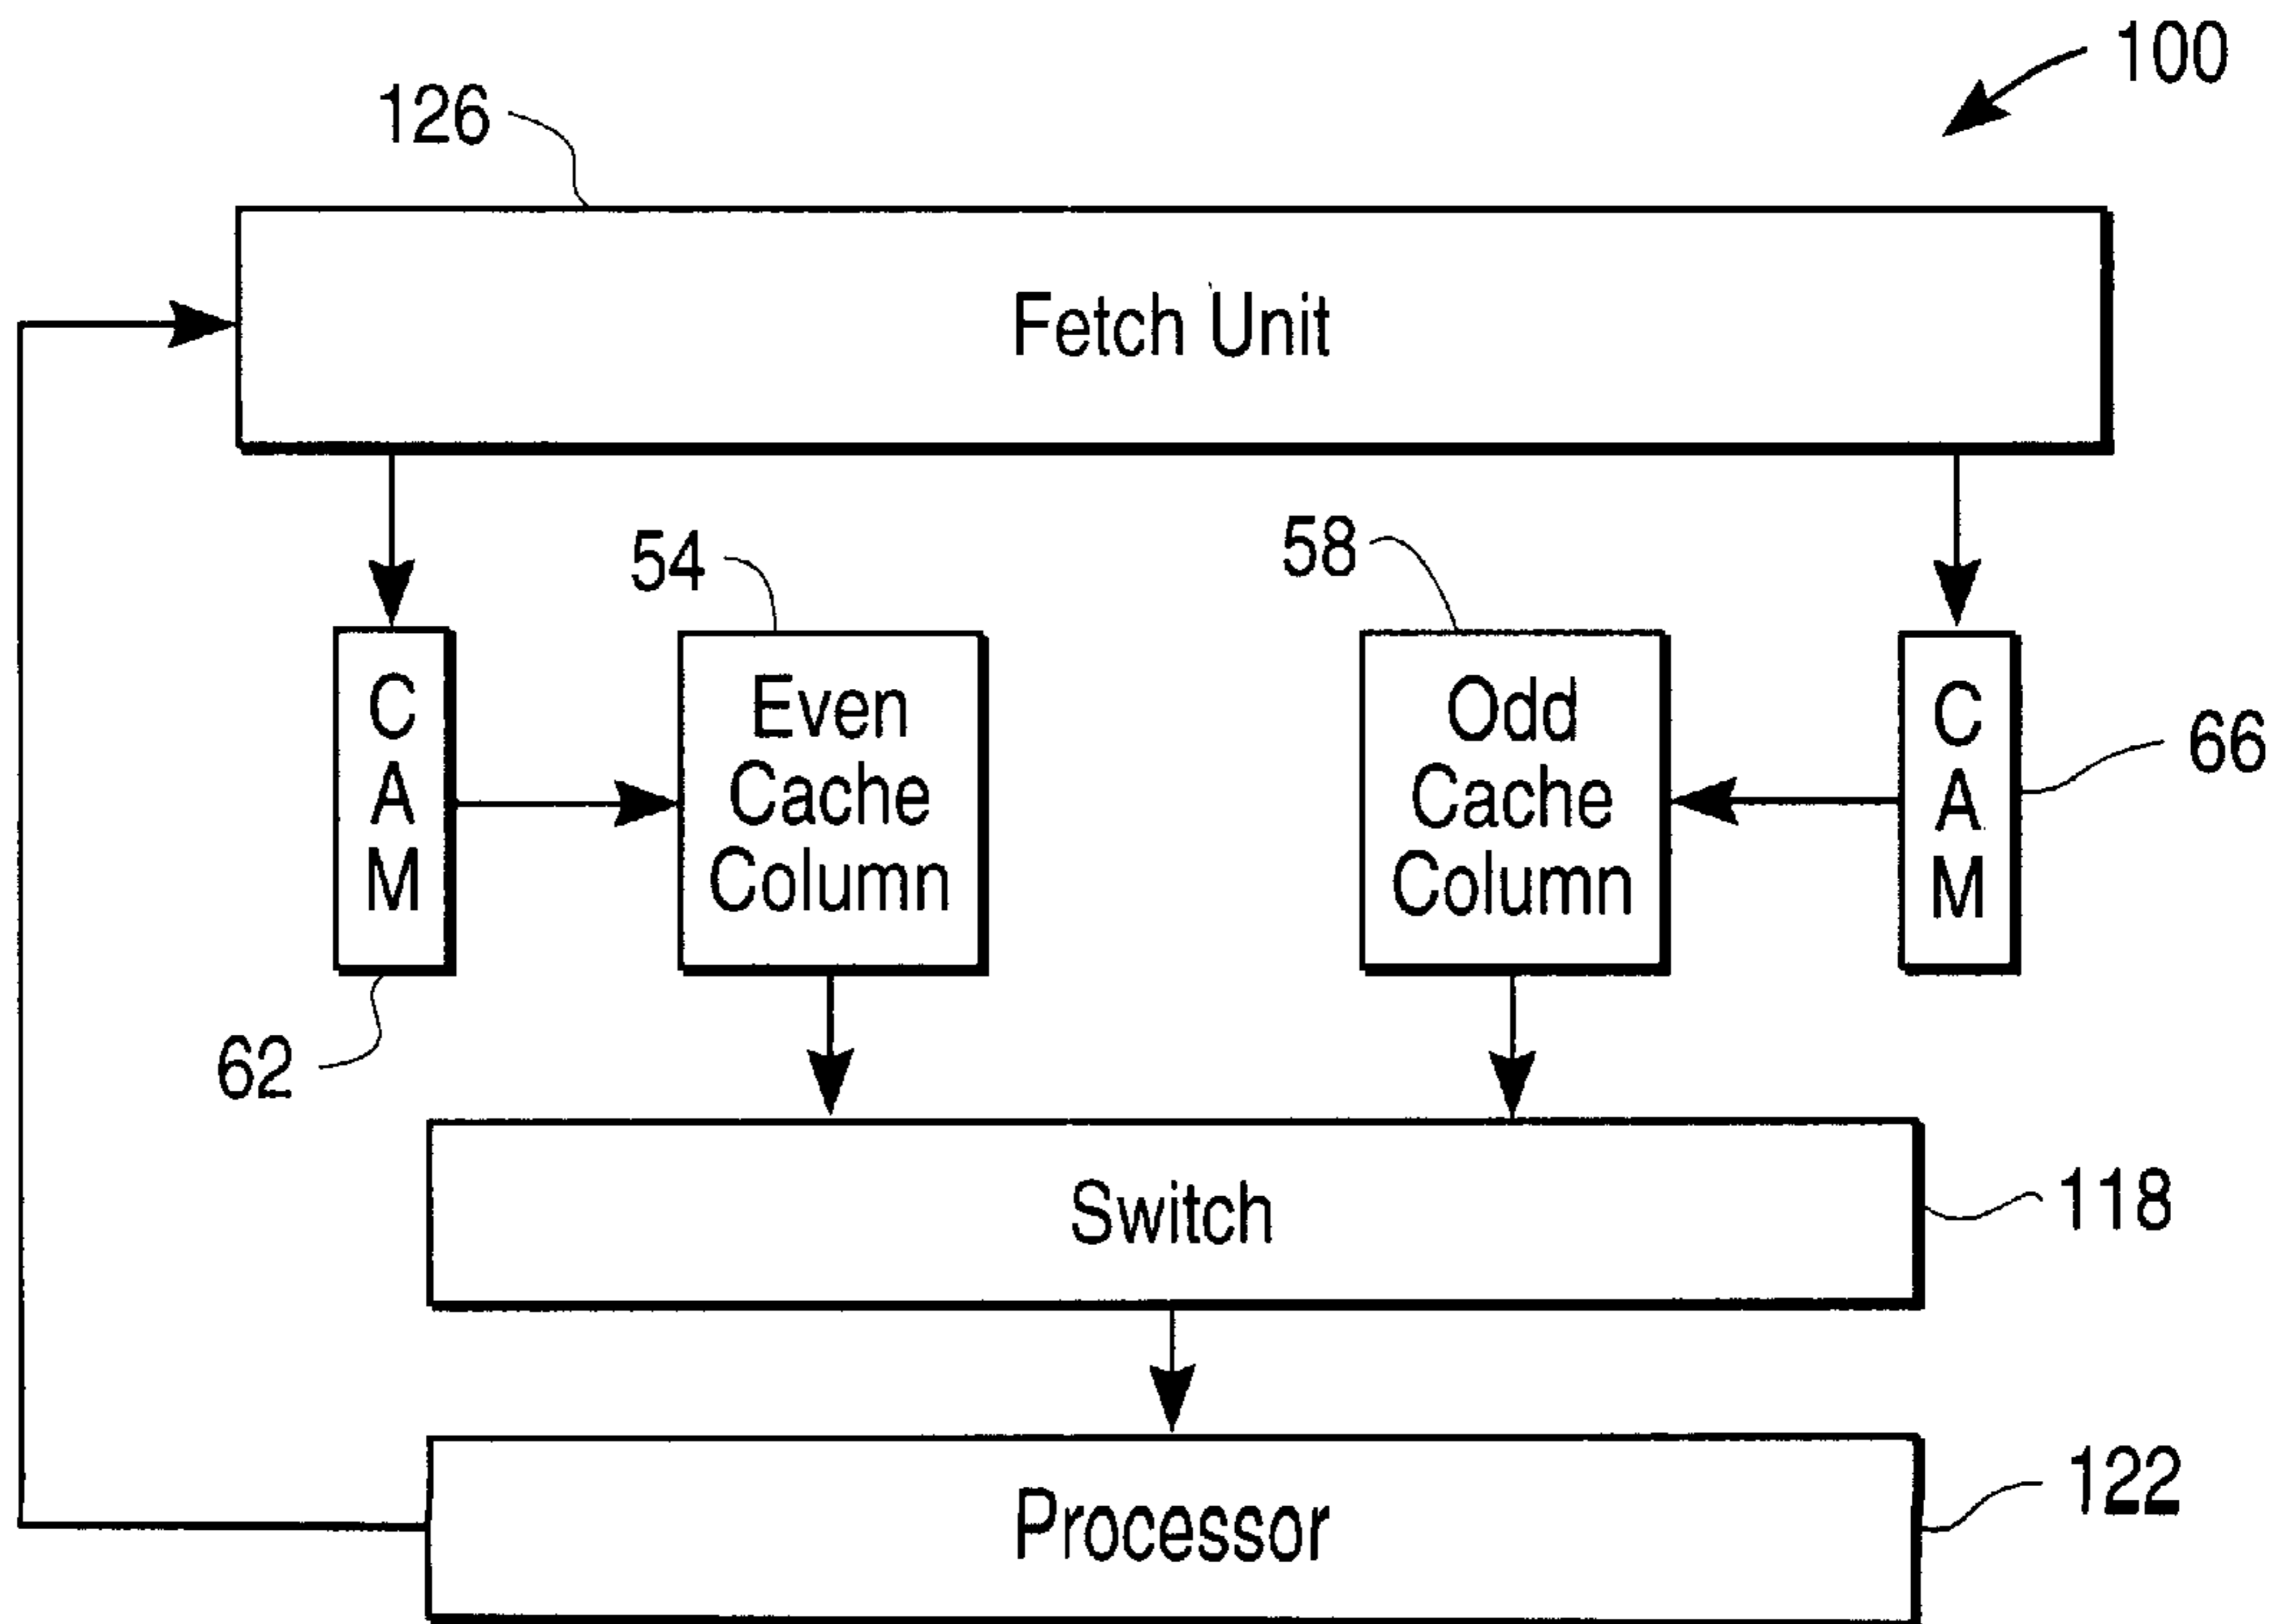 100
126
Fetch Unit
54
58
C
A
M
Even
Cache
Column
Odd
Cache
Column
C
A
M
66
62
Switch
118
Processor
122